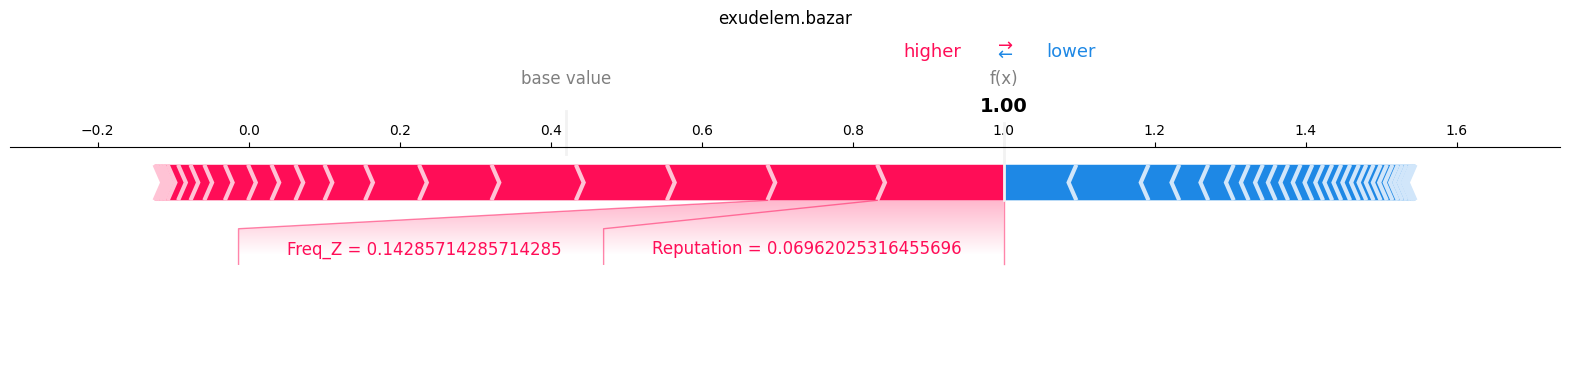 exudelem.bazar
higher ⇄ lower
base value f(x)
1.00
−0.2 0.0 0.2 0.4 0.6 0.8 1.0 1.2 1.4 1.6
Freq_Z = 0.14285714285714285 Reputation = 0.06962025316455696